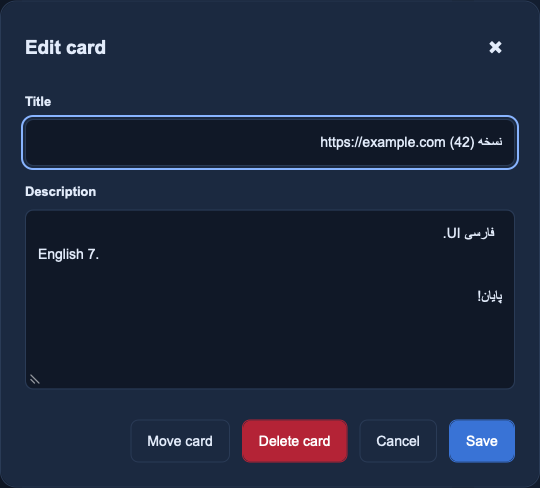 Edit card
✖
Title
نسخه (42) https://example.com
Description
فارسی UI.
English 7.

پایان!
Move card
Delete card
Cancel
Save